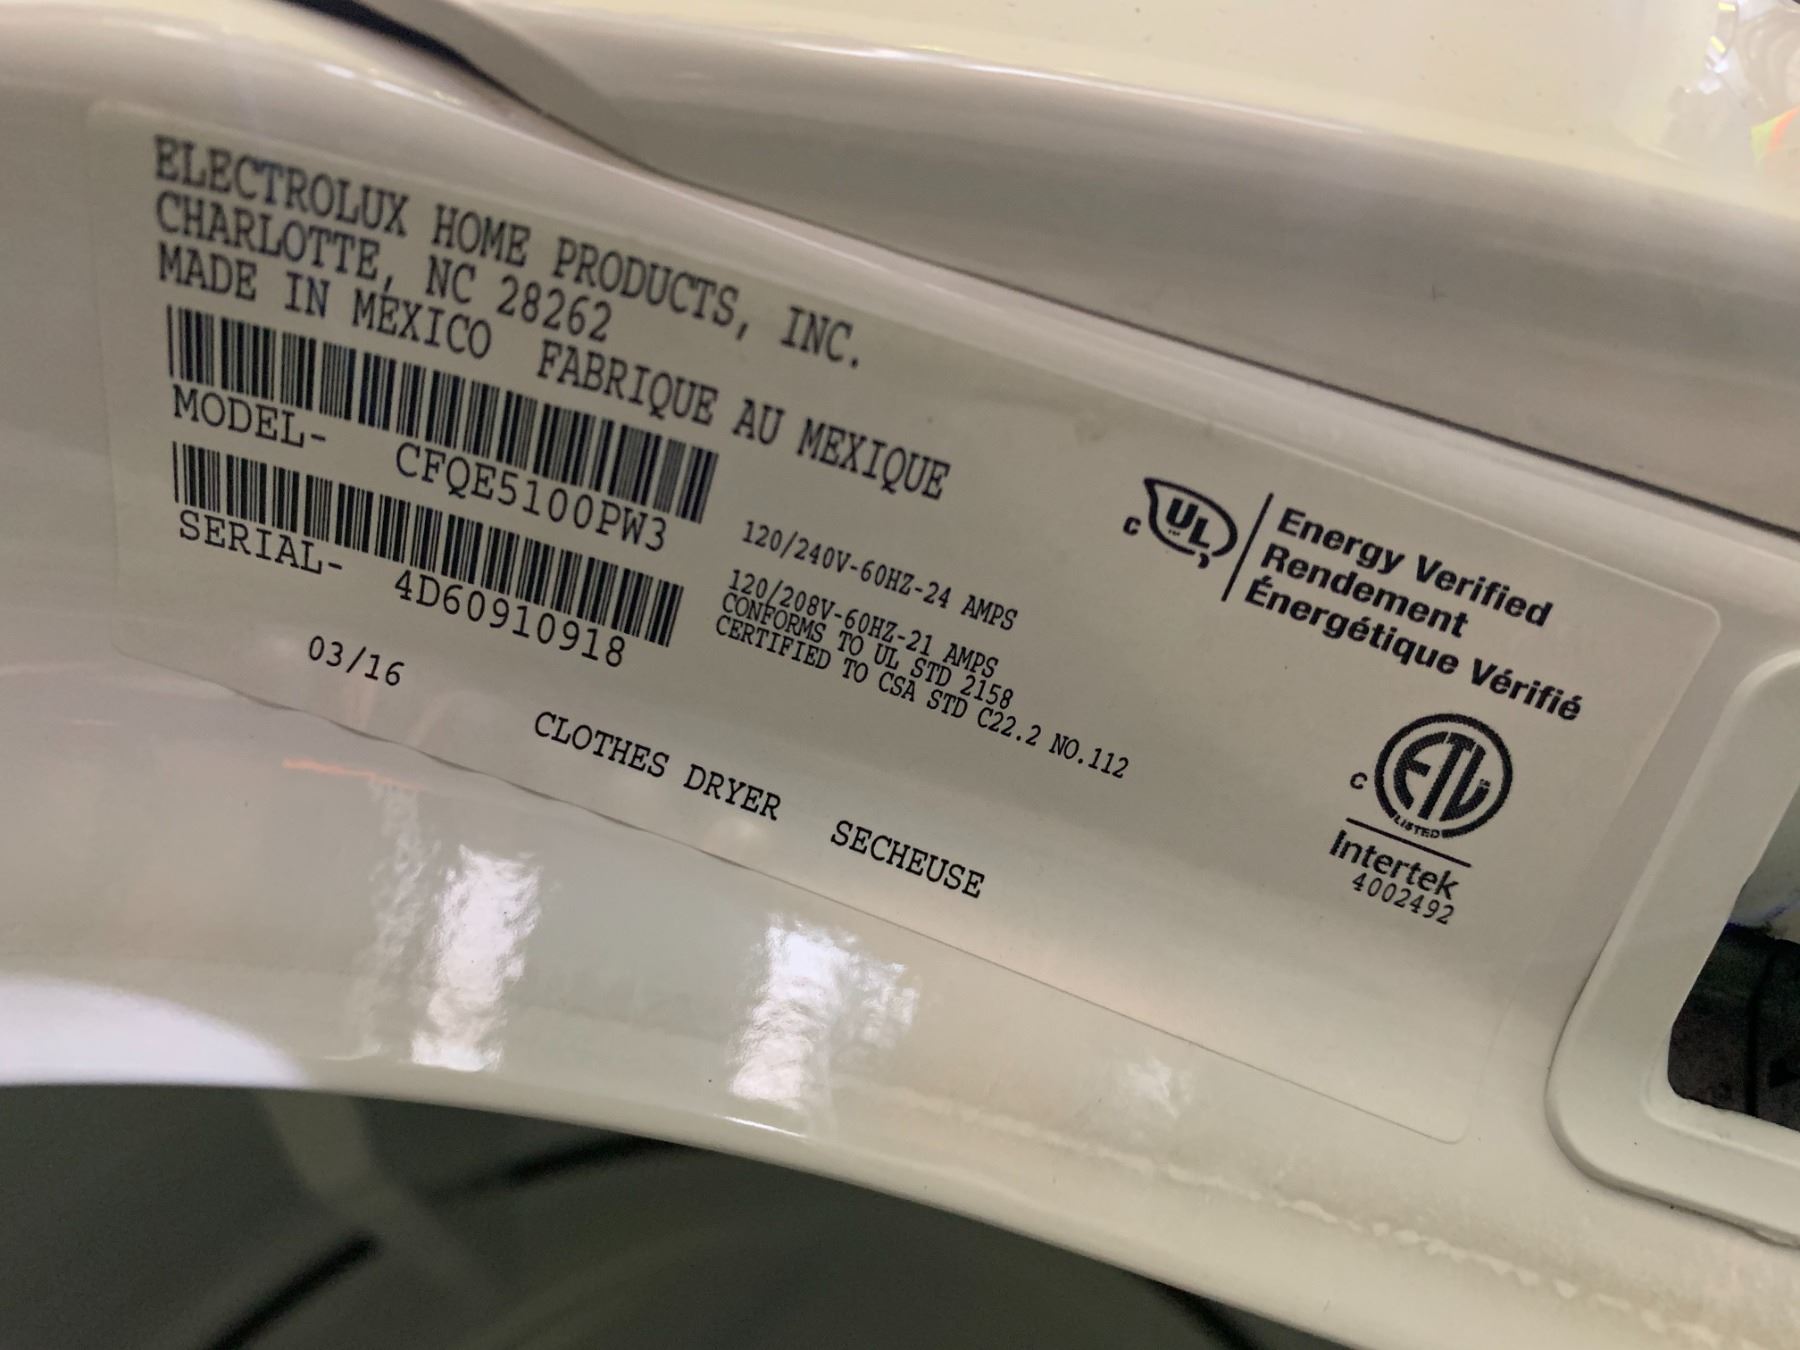 ELECTROLUX HOME PRODUCTS, INC.
CHARLOTTE, NC 28262
MADE IN MEXICO FABRIQUE AU MEXIQUE
MODEL- CFQE5100PW3
SERIAL- 4D60910918
03/16
120/240V-60HZ-24 AMPS
120/208V-60HZ-21 AMPS
CONFORMS TO UL STD 2158
CERTIFIED TO CSA STD C22.2 NO.112
CLOTHES DRYER SECHEUSE
C UL
Energy Verified
Rendement
Énergétique Vérifié
C ETL
LISTED
Intertek
4002492